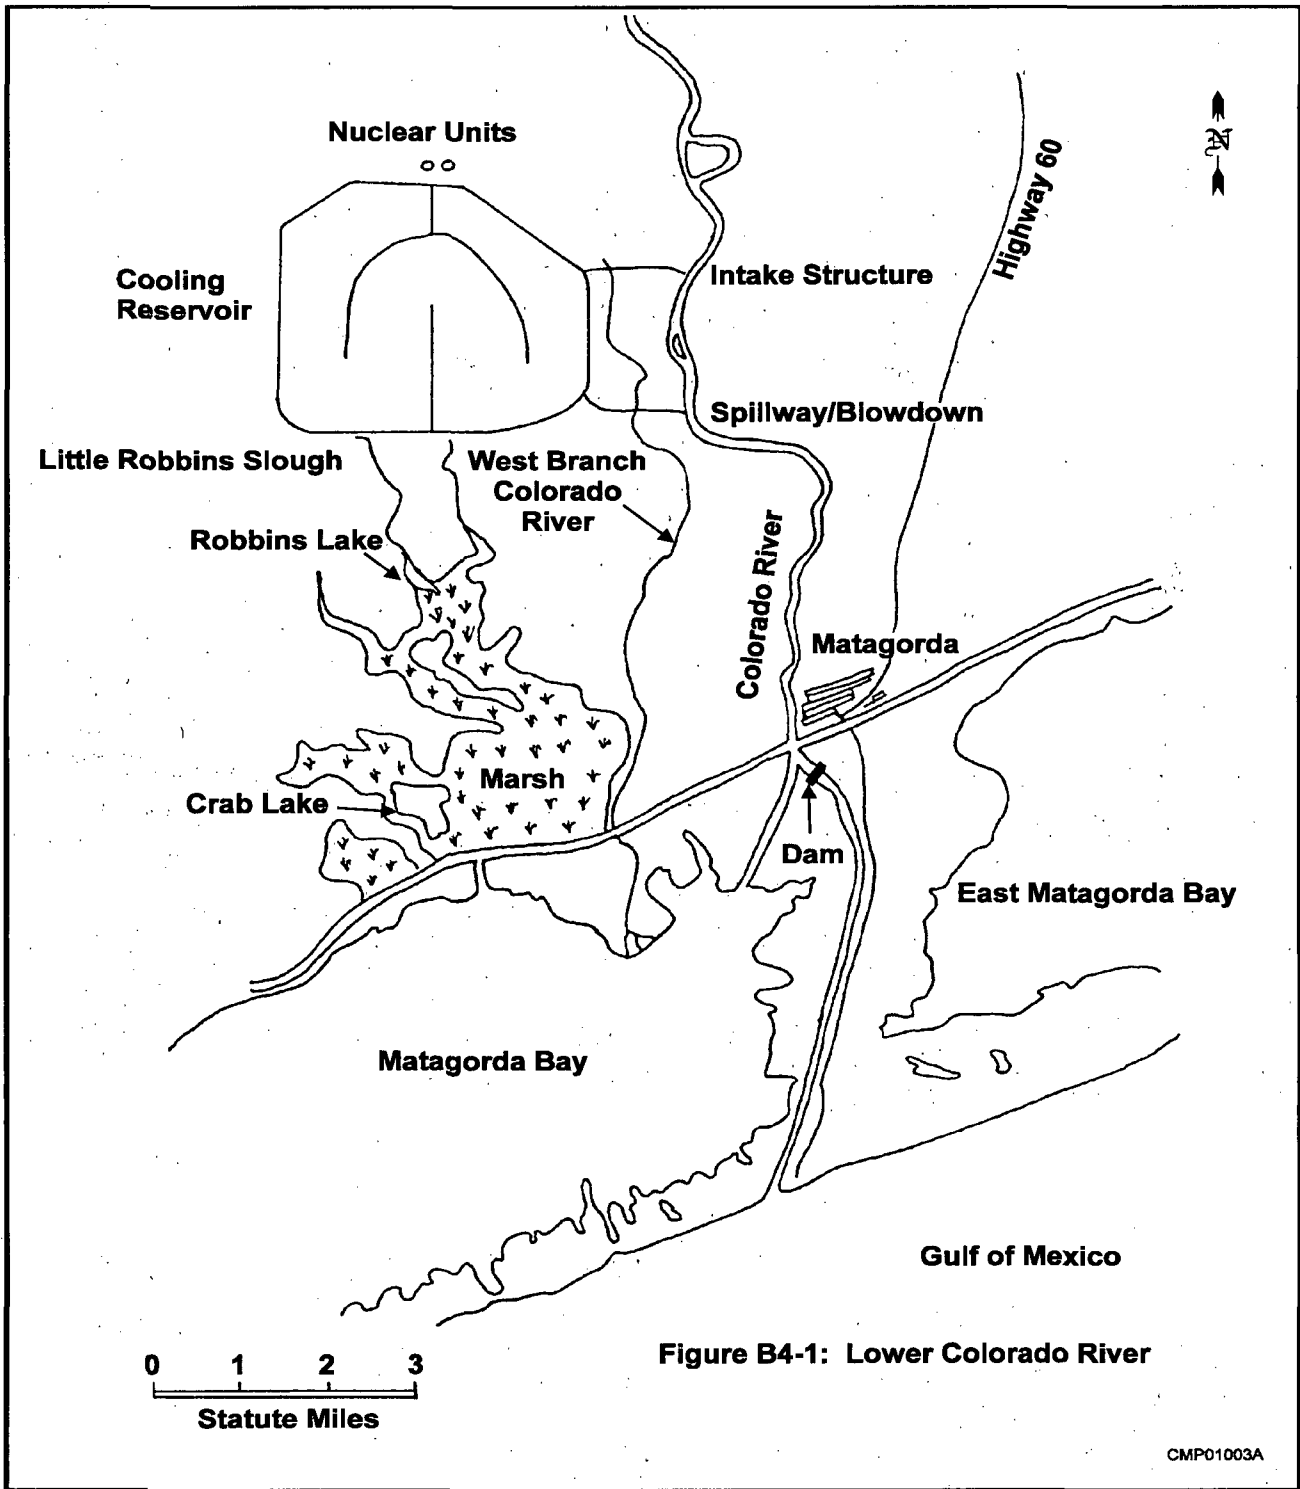 Nuclear Units
N
Highway 60
Cooling
Reservoir
Intake Structure
Spillway/Blowdown
Little Robbins Slough
West Branch
Colorado
River
Robbins Lake
Colorado River
Matagorda
Marsh
Crab Lake
Dam
East Matagorda Bay
Matagorda Bay
Gulf of Mexico
0 1 2 3
Statute Miles
Figure B4-1: Lower Colorado River
CMP01003A